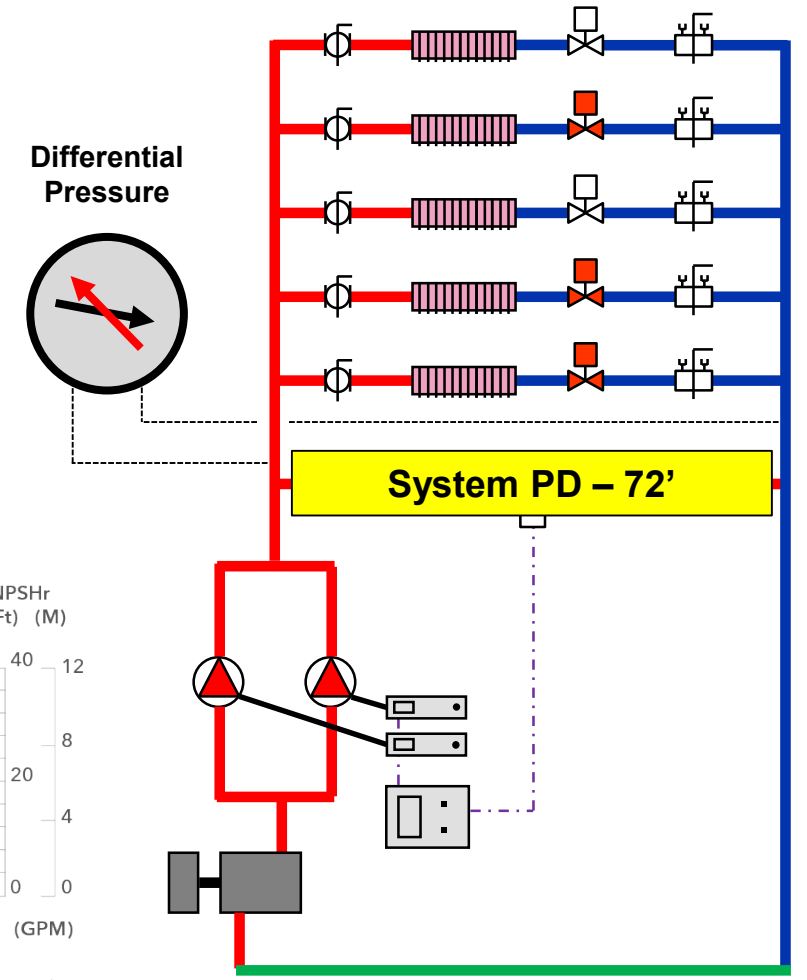 Differential
Pressure
System PD – 72’
NPSHr
Ft) (M)
40 12
8
20
4
0 0
(GPM)